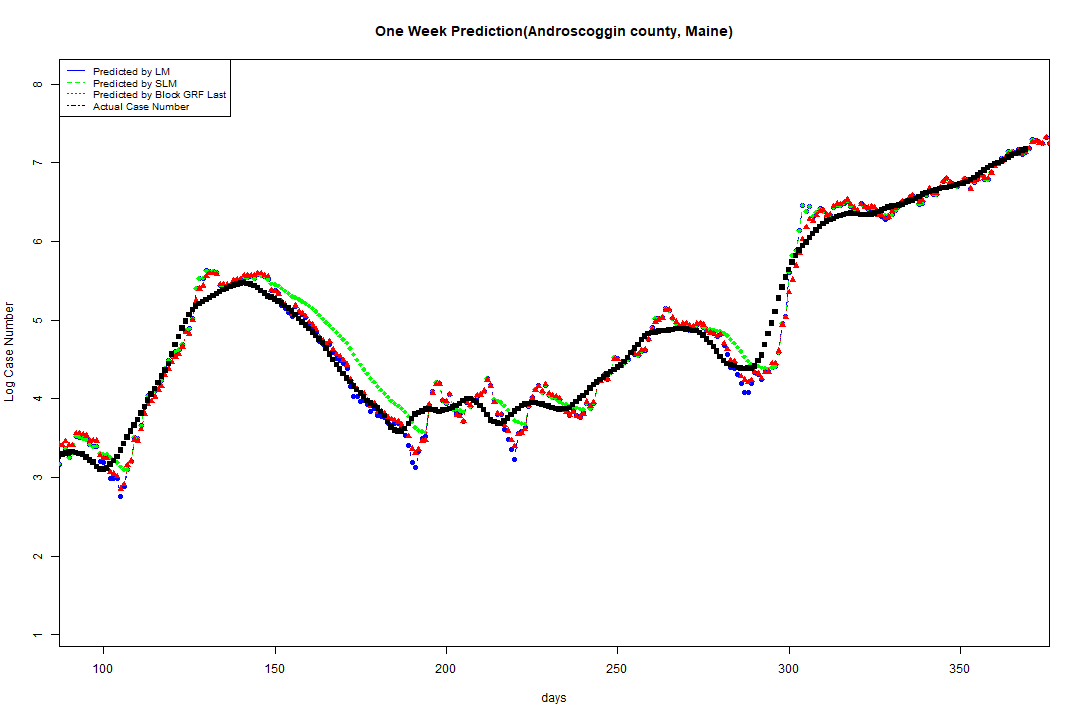 One Week Prediction(Androscoggin county, Maine)
Predicted by LM
Predicted by SLM
Predicted by Block GRF Last
Actual Case Number
8
7
6
5
4
3
2
1
Log Case Number
100
150
200
250
300
350
days